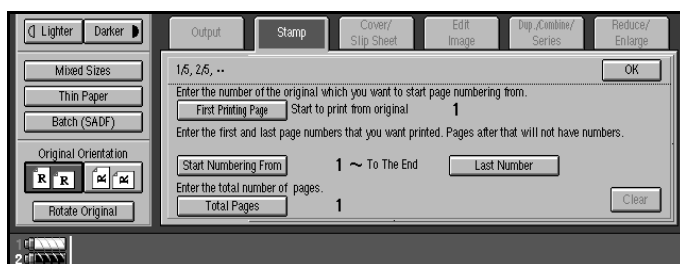 Lighter Darker
Output Stamp Cover/ Slip Sheet Edit Image Dup./Combine/ Series Reduce/ Enlarge
Mixed Sizes
Thin Paper
Batch (SADF)
Original Orientation
R R R R
Rotate Original
1/5, 2/5, ··
OK
Enter the number of the original which you want to start page numbering from.
First Printing Page Start to print from original 1
Enter the first and last page numbers that you want printed. Pages after that will not have numbers.
Start Numbering From 1 ~ To The End Last Number
Enter the total number of pages.
Total Pages 1
Clear
1
2